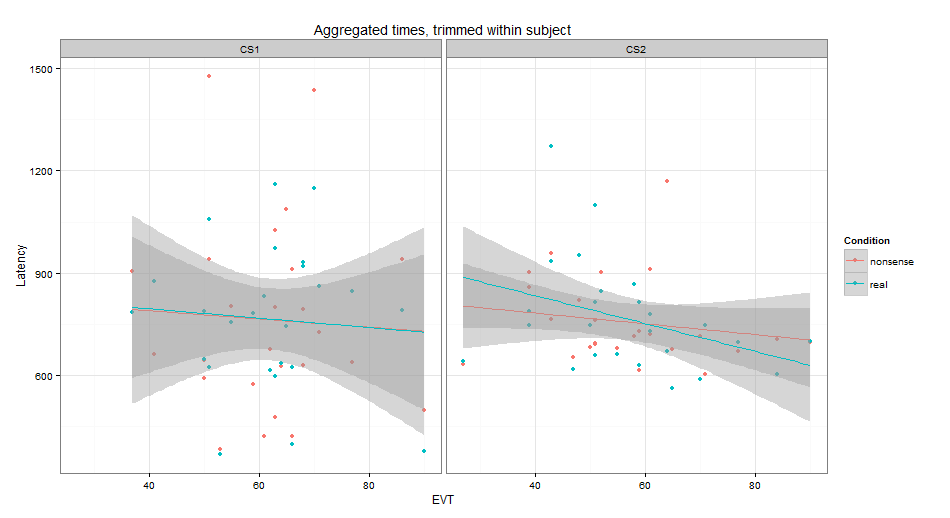 Aggregated times, trimmed within subject
CS1 CS2
1500
1200
900
600
Latency
40 60 80 40 60 80
EVT
Condition
nonsense
real